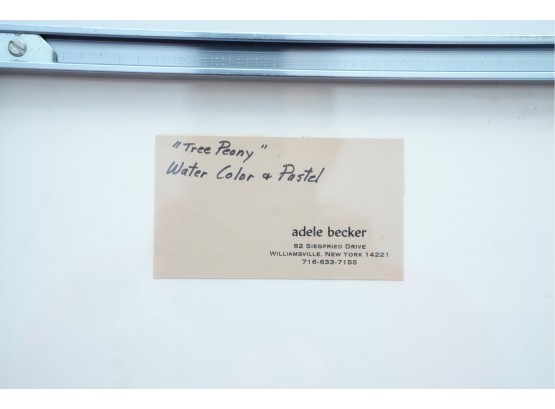 "Tree Peony"
Water Color & Pastel
adele becker
82 Siegfried Drive
Williamsville, New York 14221
716-633-7155